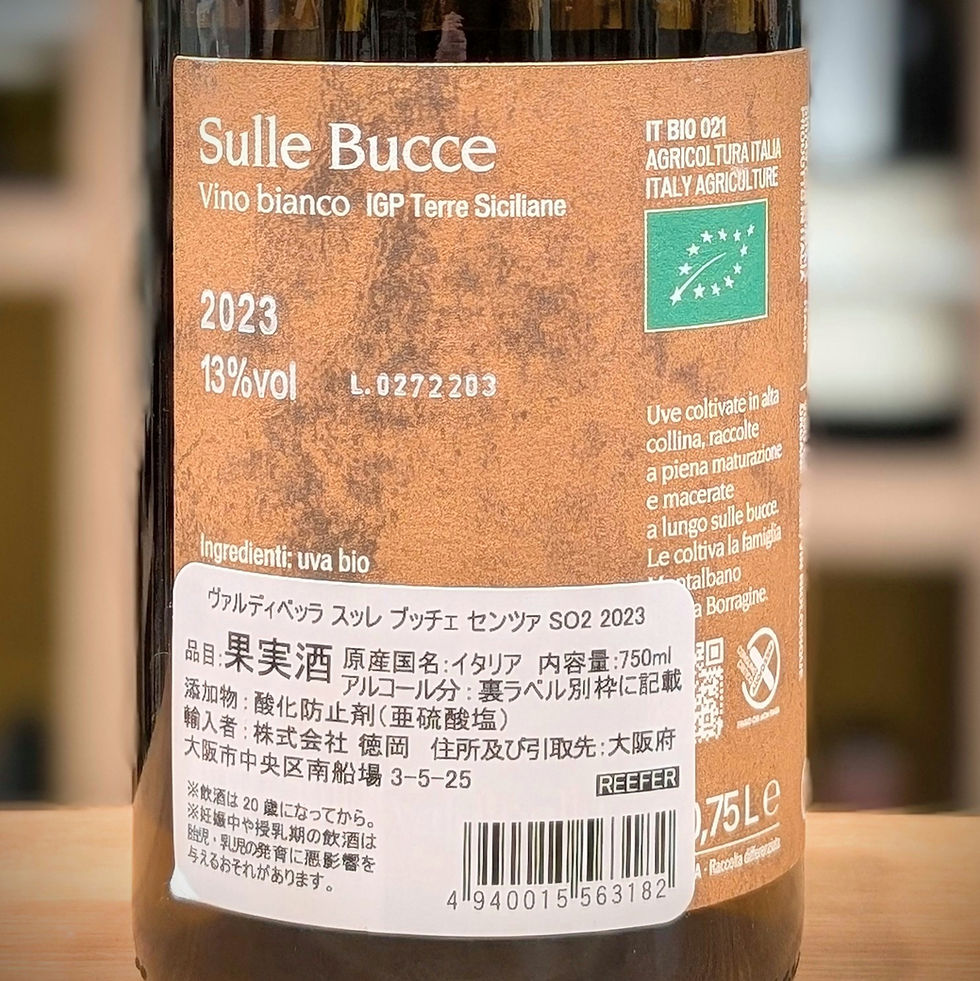 Sulle Bucce
Vino bianco IGP Terre Siciliane
2023
13%vol L.0272203
Ingredienti: uva bio
IT BIO 021
AGRICOLTURA ITALIA
ITALY AGRICULTURE
Uve coltivate in alta
collina, raccolte
a piena maturazione
e macerate
a lungo sulle bucce.
Le coltiva la famiglia
a Borragine.
ヴァルディベッラ スッレ ブッチェ センツァ SO2 2023
品目:果実酒 原産国名:イタリア 内容量:750ml
アルコール分:裏ラベル別枠に記載
添加物:酸化防止剤(亜硫酸塩)
輸入者:株式会社 徳岡 住所及び引取先:大阪府
大阪市中央区南船場 3-5-25
REEFER
※飲酒は 20 歳になってから。
※妊娠中や授乳期の飲酒は
胎児・乳児の発育に悪影響を
与えるおそれがあります。
4 940015 563182
0,75 L e
A - Raccolta differenziata